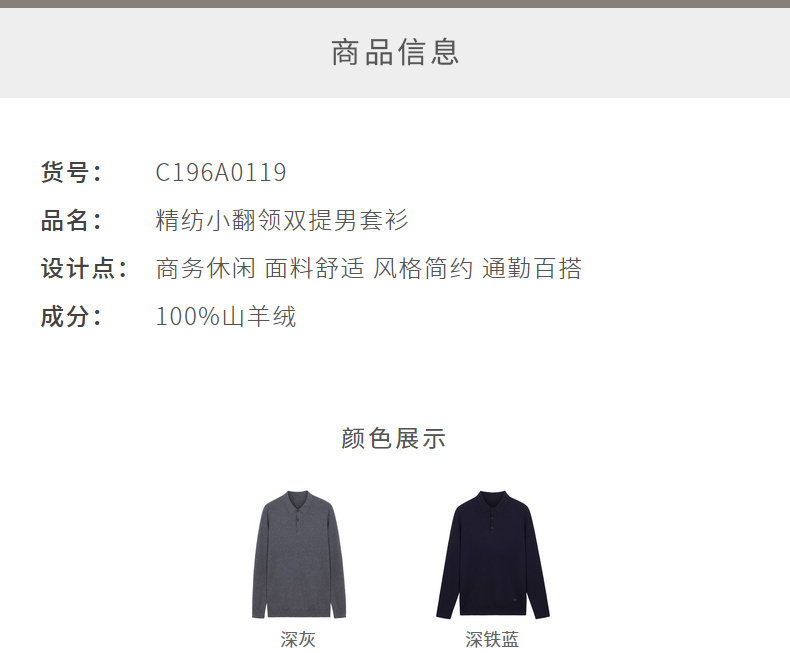 商品信息
货号： C196A0119
品名： 精纺小翻领双提男套衫
设计点： 商务休闲 面料舒适 风格简约 通勤百搭
成分： 100%山羊绒
颜色展示
深灰 深铁蓝